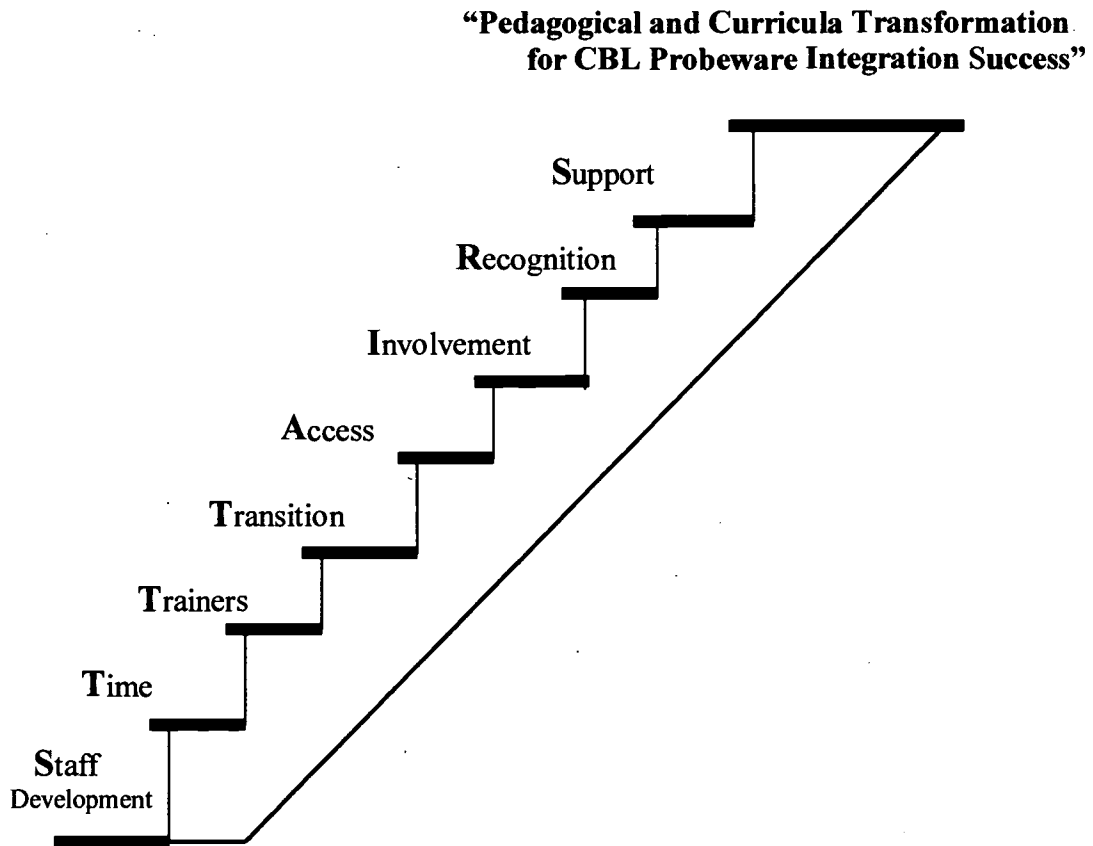 “Pedagogical and Curricula Transformation
for CBL Probeware Integration Success”
Support
Recognition
Involvement
Access
Transition
Trainers
Time
Staff
Development